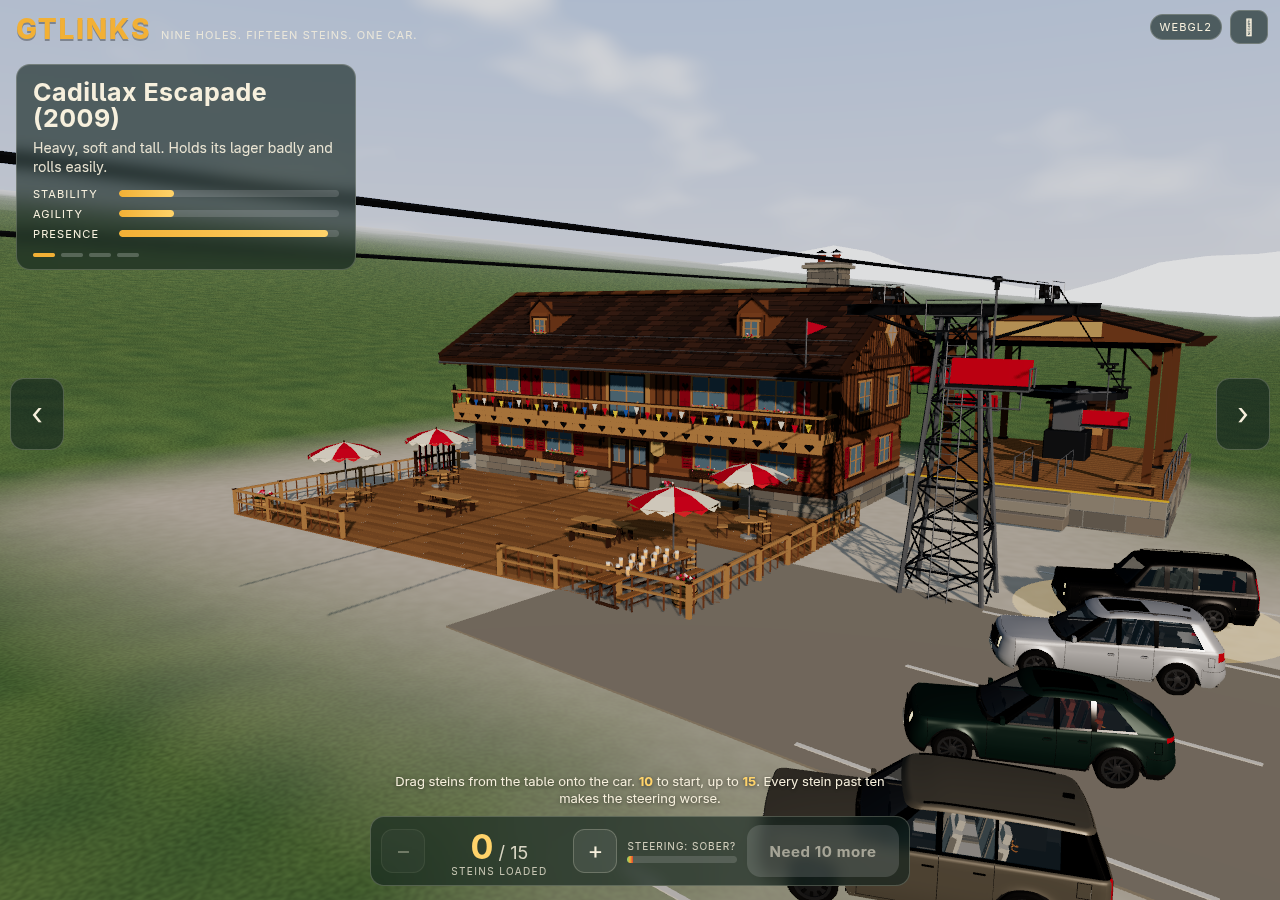 GTLINKS
NINE HOLES. FIFTEEN STEINS. ONE CAR.
WEBGL2
Cadillax Escapade
(2009)
Heavy, soft and tall. Holds its lager badly and
rolls easily.
STABILITY
AGILITY
PRESENCE
‹
›
Drag steins from the table onto the car. 10 to start, up to 15. Every stein past ten
makes the steering worse.
−
0 / 15
STEINS LOADED
+
STEERING: SOBER?
Need 10 more